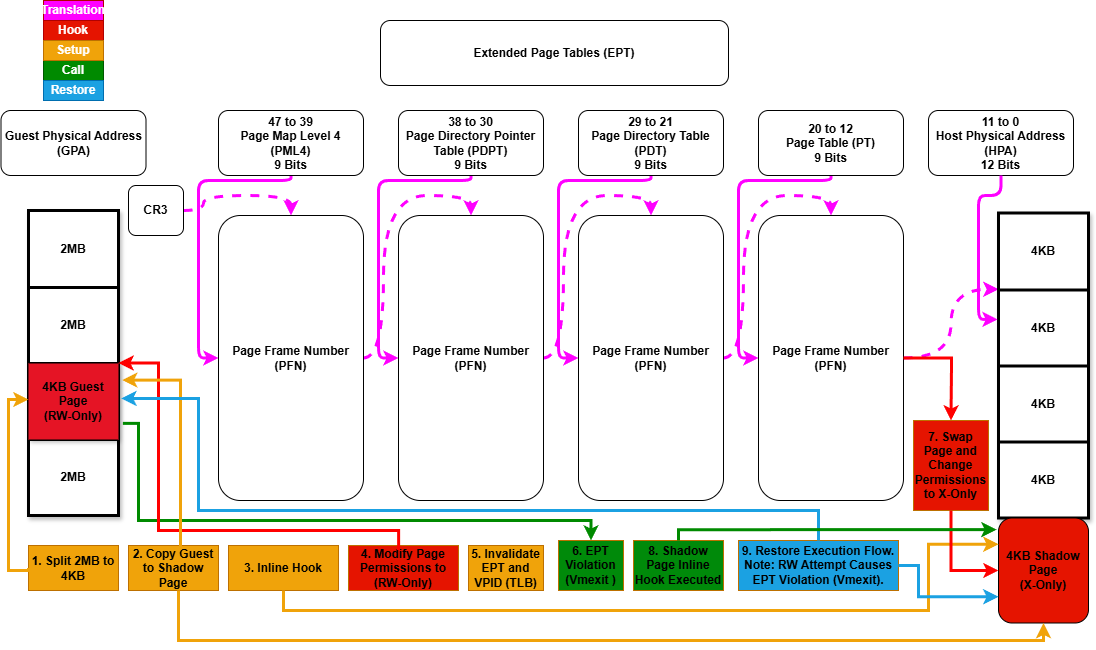 Translation
Hook
Setup
Call
Restore
Extended Page Tables (EPT)
Guest Physical Address
(GPA)
47 to 39
Page Map Level 4
(PML4)
9 Bits
38 to 30
Page Directory Pointer
Table (PDPT)
9 Bits
29 to 21
Page Directory Table
(PDT)
9 Bits
20 to 12
Page Table (PT)
9 Bits
11 to 0
Host Physical Address
(HPA)
12 Bits
CR3
2MB
2MB
4KB Guest
Page
(RW-Only)
2MB
Page Frame Number
(PFN)
Page Frame Number
(PFN)
Page Frame Number
(PFN)
Page Frame Number
(PFN)
4KB
4KB
4KB
4KB
7. Swap
Page and
Change
Permissions
to X-Only
1. Split 2MB to
4KB
2. Copy Guest
to Shadow
Page
3. Inline Hook
4. Modify Page
Permissions to
(RW-Only)
5. Invalidate
EPT and
VPID (TLB)
6. EPT
Violation
(Vmexit )
8. Shadow
Page Inline
Hook Executed
9. Restore Execution Flow.
Note: RW Attempt Causes
EPT Violation (Vmexit).
4KB Shadow
Page
(X-Only)